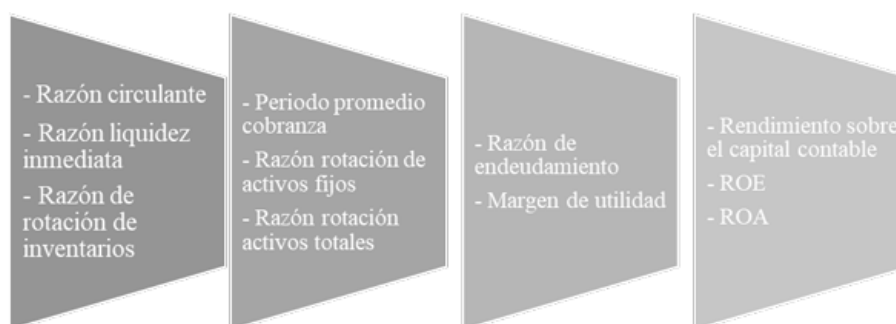 - Razón circulante
- Razón liquidez
inmediata
- Razón de
rotación de
inventarios
- Periodo promedio
cobranza
- Razón rotación de
activos fijos
- Razón rotación
activos totales
- Razón de
endeudamiento
- Margen de utilidad
- Rendimiento sobre
el capital contable
- ROE
- ROA